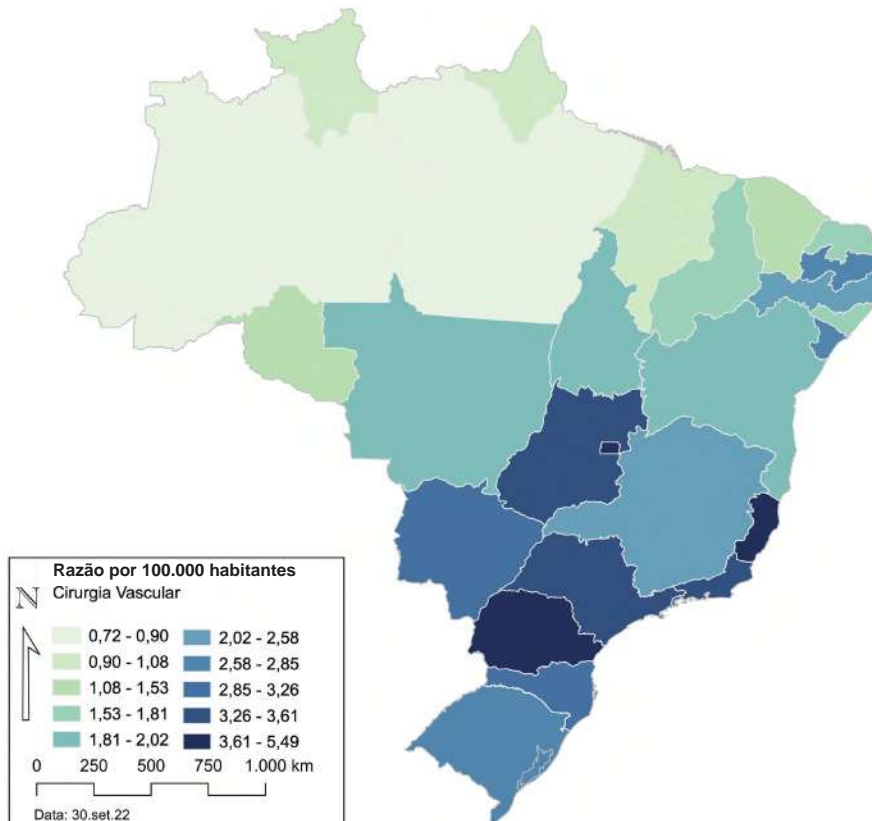 Razão por 100.000 habitantes
N Cirurgia Vascular
0,72 - 0,90
0,90 - 1,08
1,08 - 1,53
1,53 - 1,81
1,81 - 2,02
2,02 - 2,58
2,58 - 2,85
2,85 - 3,26
3,26 - 3,61
3,61 - 5,49
0 250 500 750 1.000 km
Data: 30.set.22